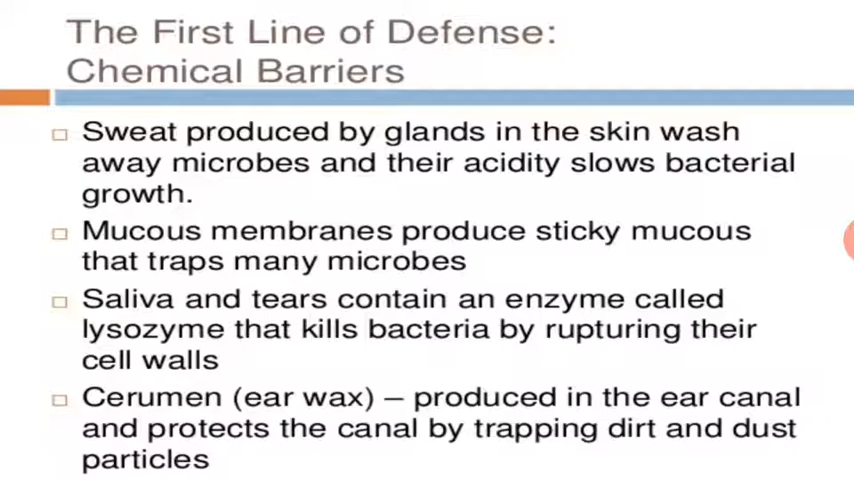 The First Line of Defense:
Chemical Barriers
Sweat produced by glands in the skin wash
away microbes and their acidity slows bacterial
growth.
Mucous membranes produce sticky mucous
that traps many microbes
Saliva and tears contain an enzyme called
lysozyme that kills bacteria by rupturing their
cell walls
Cerumen (ear wax) – produced in the ear canal
and protects the canal by trapping dirt and dust
particles